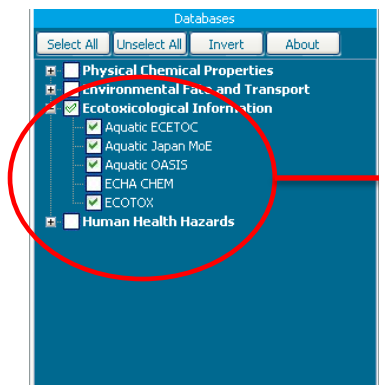 Databases
Select All Unselect All Invert About
Physical Chemical Properties
Environmental Fate and Transport
Ecotoxicological Information
Aquatic ECETOC
Aquatic Japan MoE
Aquatic OASIS
ECHA CHEM
ECOTOX
Human Health Hazards